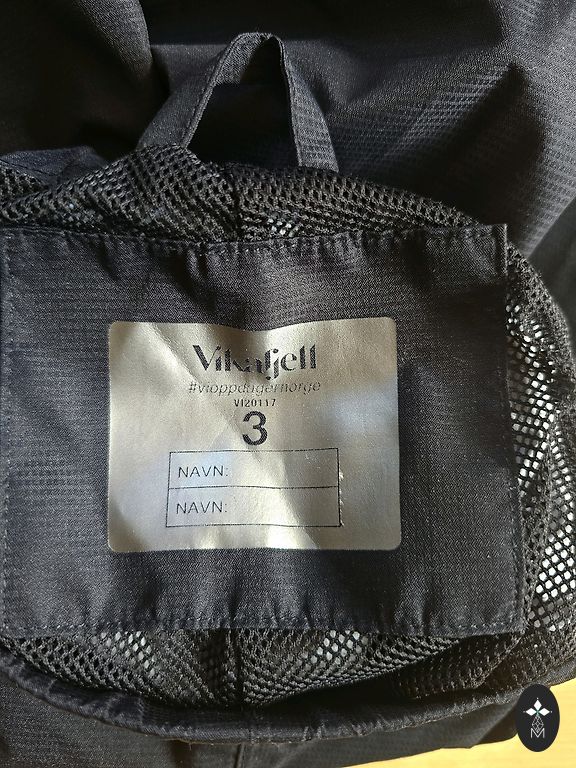 Vikafjell
#vioppdagernorge
VI20117
3
NAVN:
NAVN: